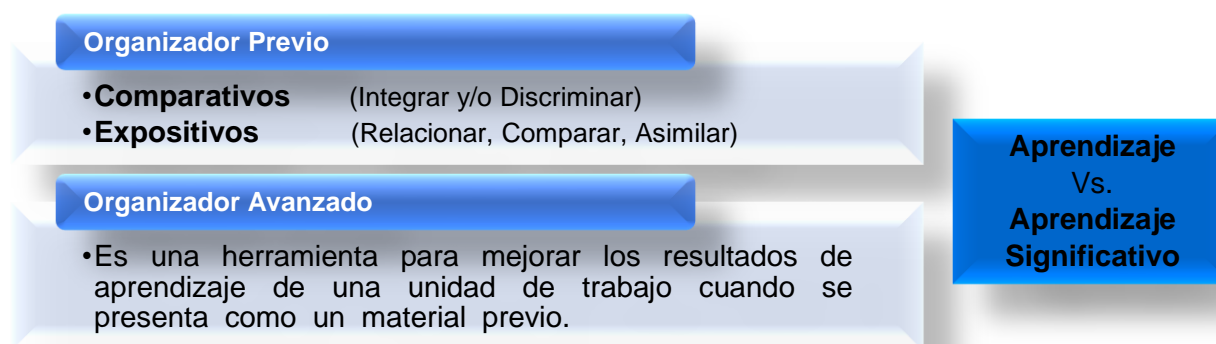 Organizador Previo
•Comparativos (Integrar y/o Discriminar)
•Expositivos (Relacionar, Comparar, Asimilar)
Organizador Avanzado
•Es una herramienta para mejorar los resultados de
aprendizaje de una unidad de trabajo cuando se
presenta como un material previo.
Aprendizaje
Vs.
Aprendizaje
Significativo